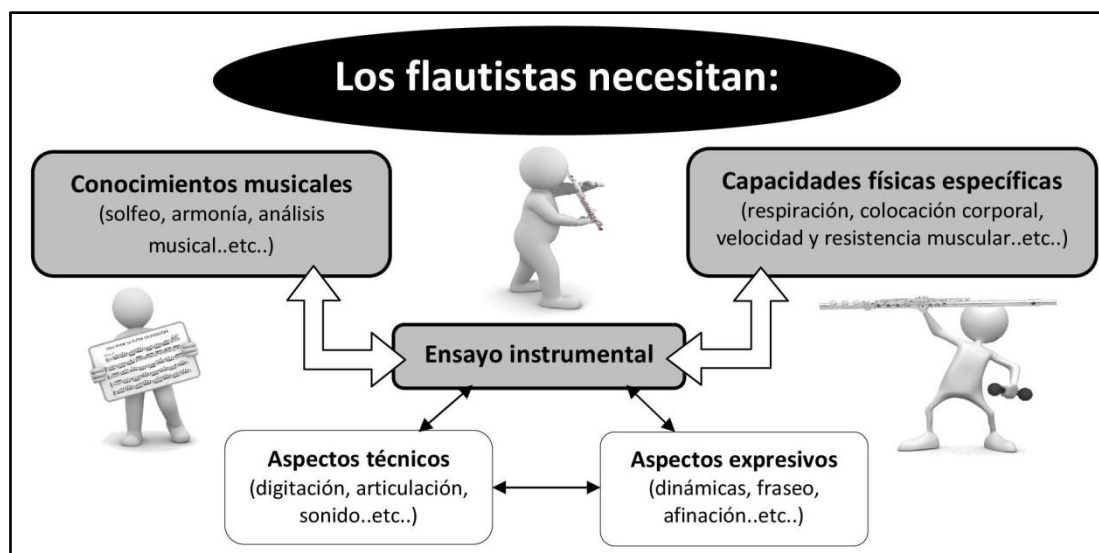 Los flautistas necesitan:
Conocimientos musicales
(solfeo, armonía, análisis
musical..etc..)
Capacidades físicas específicas
(respiración, colocación corporal,
velocidad y resistencia muscular..etc..)
Ensayo instrumental
Aspectos técnicos
(digitación, articulación,
sonido..etc..)
Aspectos expresivos
(dinámicas, fraseo,
afinación..etc..)